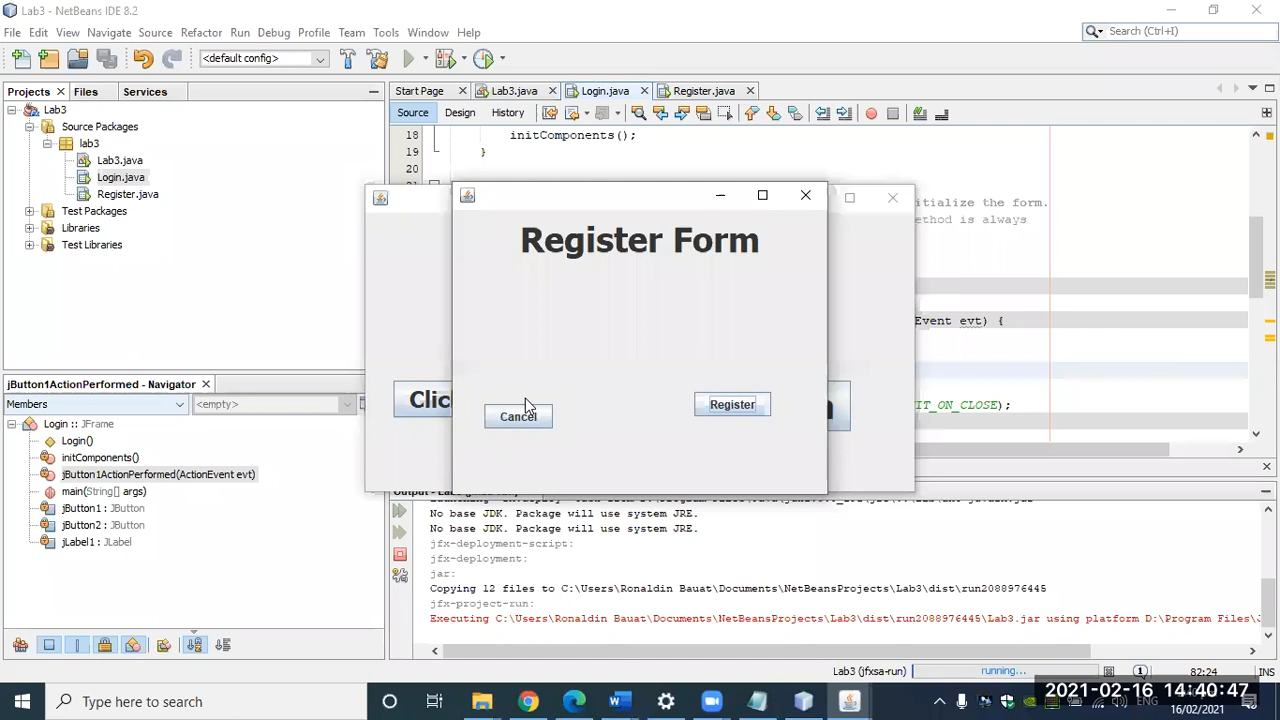 Lab3 - NetBeans IDE 8.2
File Edit View Navigate Source Refactor Run Debug Profile Team Tools Window Help
Search (Ctrl+I)
<default config>
Projects Files Services
Start Page Lab3.java Login.java Register.java
Source Design History
Lab3
Source Packages
lab3
Lab3.java
Login.java
Register.java
Test Packages
Libraries
Test Libraries
18 initComponents();
19 }
20
itialize the form.
ethod is always
Event evt) {
IT_ON_CLOSE);
Register Form
Clic
Cancel
Register
jButton1ActionPerformed - Navigator
Members <empty>
Login :: JFrame
Login()
initComponents()
jButton1ActionPerformed(ActionEvent evt)
main(String[] args)
jButton1 : JButton
jButton2 : JButton
jLabel1 : JLabel
No base JDK. Package will use system JRE.
No base JDK. Package will use system JRE.
jfx-deployment-script:
jfx-deployment:
jar:
Copying 12 files to C:\Users\Ronaldin Bauat\Documents\NetBeansProjects\Lab3\dist\run2088976445
jfx-project-run:
Executing C:\Users\Ronaldin Bauat\Documents\NetBeansProjects\Lab3\dist\run2088976445\Lab3.jar using platform D:\Program Files\J
Lab3 (jfxsa-run) running... 1 82:24 INS
Type here to search
ENG
2021-02-16 14:40:47
16/02/2021